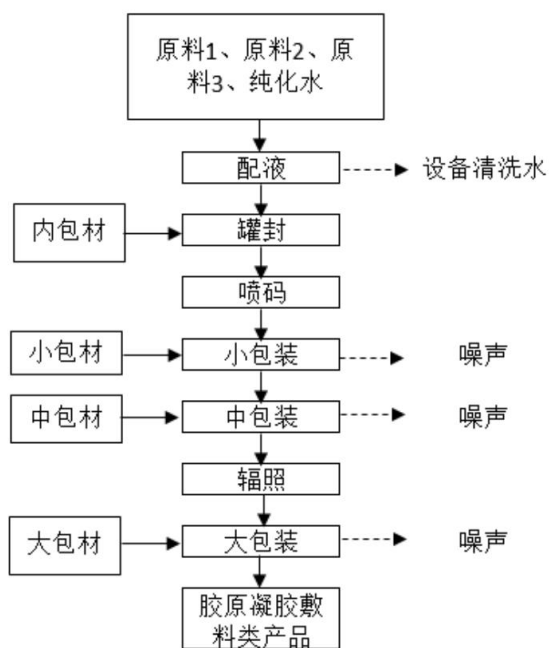 原料1、原料2、原
料3、纯化水
配液
设备清洗水
内包材
罐封
喷码
小包材
小包装
噪声
中包材
中包装
噪声
辐照
大包材
大包装
噪声
胶原凝胶敷
料类产品